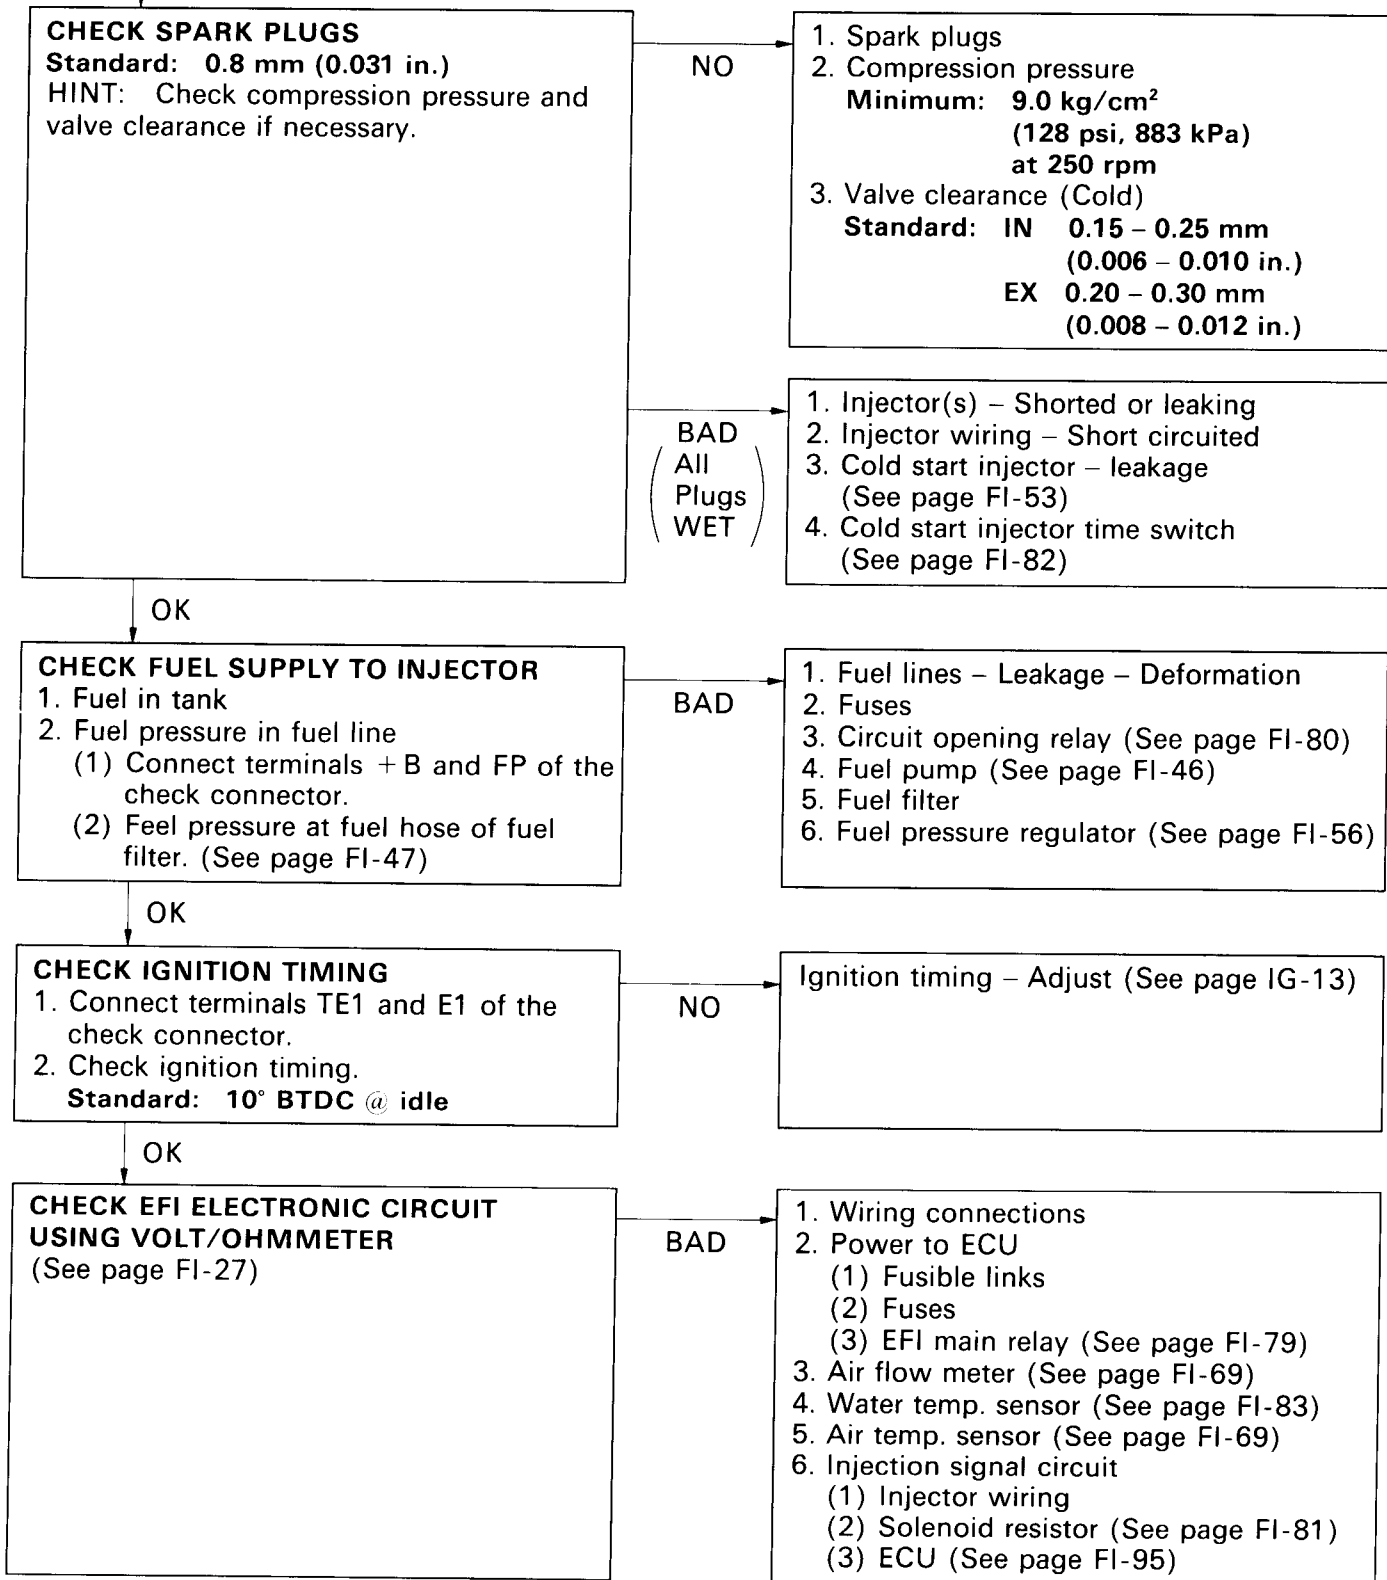 CHECK SPARK PLUGS
Standard: 0.8 mm (0.031 in.)
HINT: Check compression pressure and
valve clearance if necessary.
NO
1. Spark plugs
2. Compression pressure
Minimum: 9.0 kg/cm²
(128 psi, 883 kPa)
at 250 rpm
3. Valve clearance (Cold)
Standard: IN 0.15 – 0.25 mm
(0.006 – 0.010 in.)
EX 0.20 – 0.30 mm
(0.008 – 0.012 in.)
BAD
(All
Plugs
WET)
1. Injector(s) – Shorted or leaking
2. Injector wiring – Short circuited
3. Cold start injector – leakage
(See page FI-53)
4. Cold start injector time switch
(See page FI-82)
OK
CHECK FUEL SUPPLY TO INJECTOR
1. Fuel in tank
2. Fuel pressure in fuel line
(1) Connect terminals +B and FP of the
check connector.
(2) Feel pressure at fuel hose of fuel
filter. (See page FI-47)
BAD
1. Fuel lines – Leakage – Deformation
2. Fuses
3. Circuit opening relay (See page FI-80)
4. Fuel pump (See page FI-46)
5. Fuel filter
6. Fuel pressure regulator (See page FI-56)
OK
CHECK IGNITION TIMING
1. Connect terminals TE1 and E1 of the
check connector.
2. Check ignition timing.
Standard: 10° BTDC @ idle
NO
Ignition timing – Adjust (See page IG-13)
OK
CHECK EFI ELECTRONIC CIRCUIT
USING VOLT/OHMMETER
(See page FI-27)
BAD
1. Wiring connections
2. Power to ECU
(1) Fusible links
(2) Fuses
(3) EFI main relay (See page FI-79)
3. Air flow meter (See page FI-69)
4. Water temp. sensor (See page FI-83)
5. Air temp. sensor (See page FI-69)
6. Injection signal circuit
(1) Injector wiring
(2) Solenoid resistor (See page FI-81)
(3) ECU (See page FI-95)